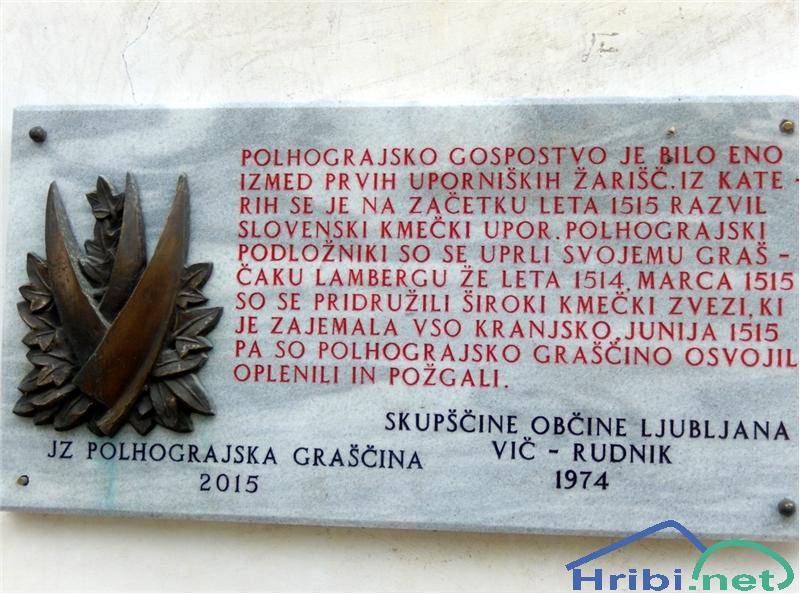 POLHOGRAJSKO GOSPOSTVO JE BILO ENO
IZMED PRVIH UPORNIŠKIH ŽARIŠČ. IZ KATE-
RIH SE JE NA ZAČETKU LETA 1515 RAZVIL
SLOVENSKI KMEČKI UPOR. POLHOGRAJSKI
PODLOŽNIKI SO SE UPRLI SVOJEMU GRAŠ-
ČAKU LAMBERGU ŽE LETA 1514, MARCA 1515
SO SE PRIDRUŽILI ŠIROKI KMEČKI ZVEZI, KI
JE ZAJEMALA VSO KRANJSKO, JUNIJA 1515
PA SO POLHOGRAJSKO GRAŠČINO OSVOJIL
OPLENILI IN POŽGALI.
SKUPŠČINE OBČINE LJUBLJANA
VIČ - RUDNIK
1974
JZ POLHOGRAJSKA GRAŠČINA
2015
Hribi.net